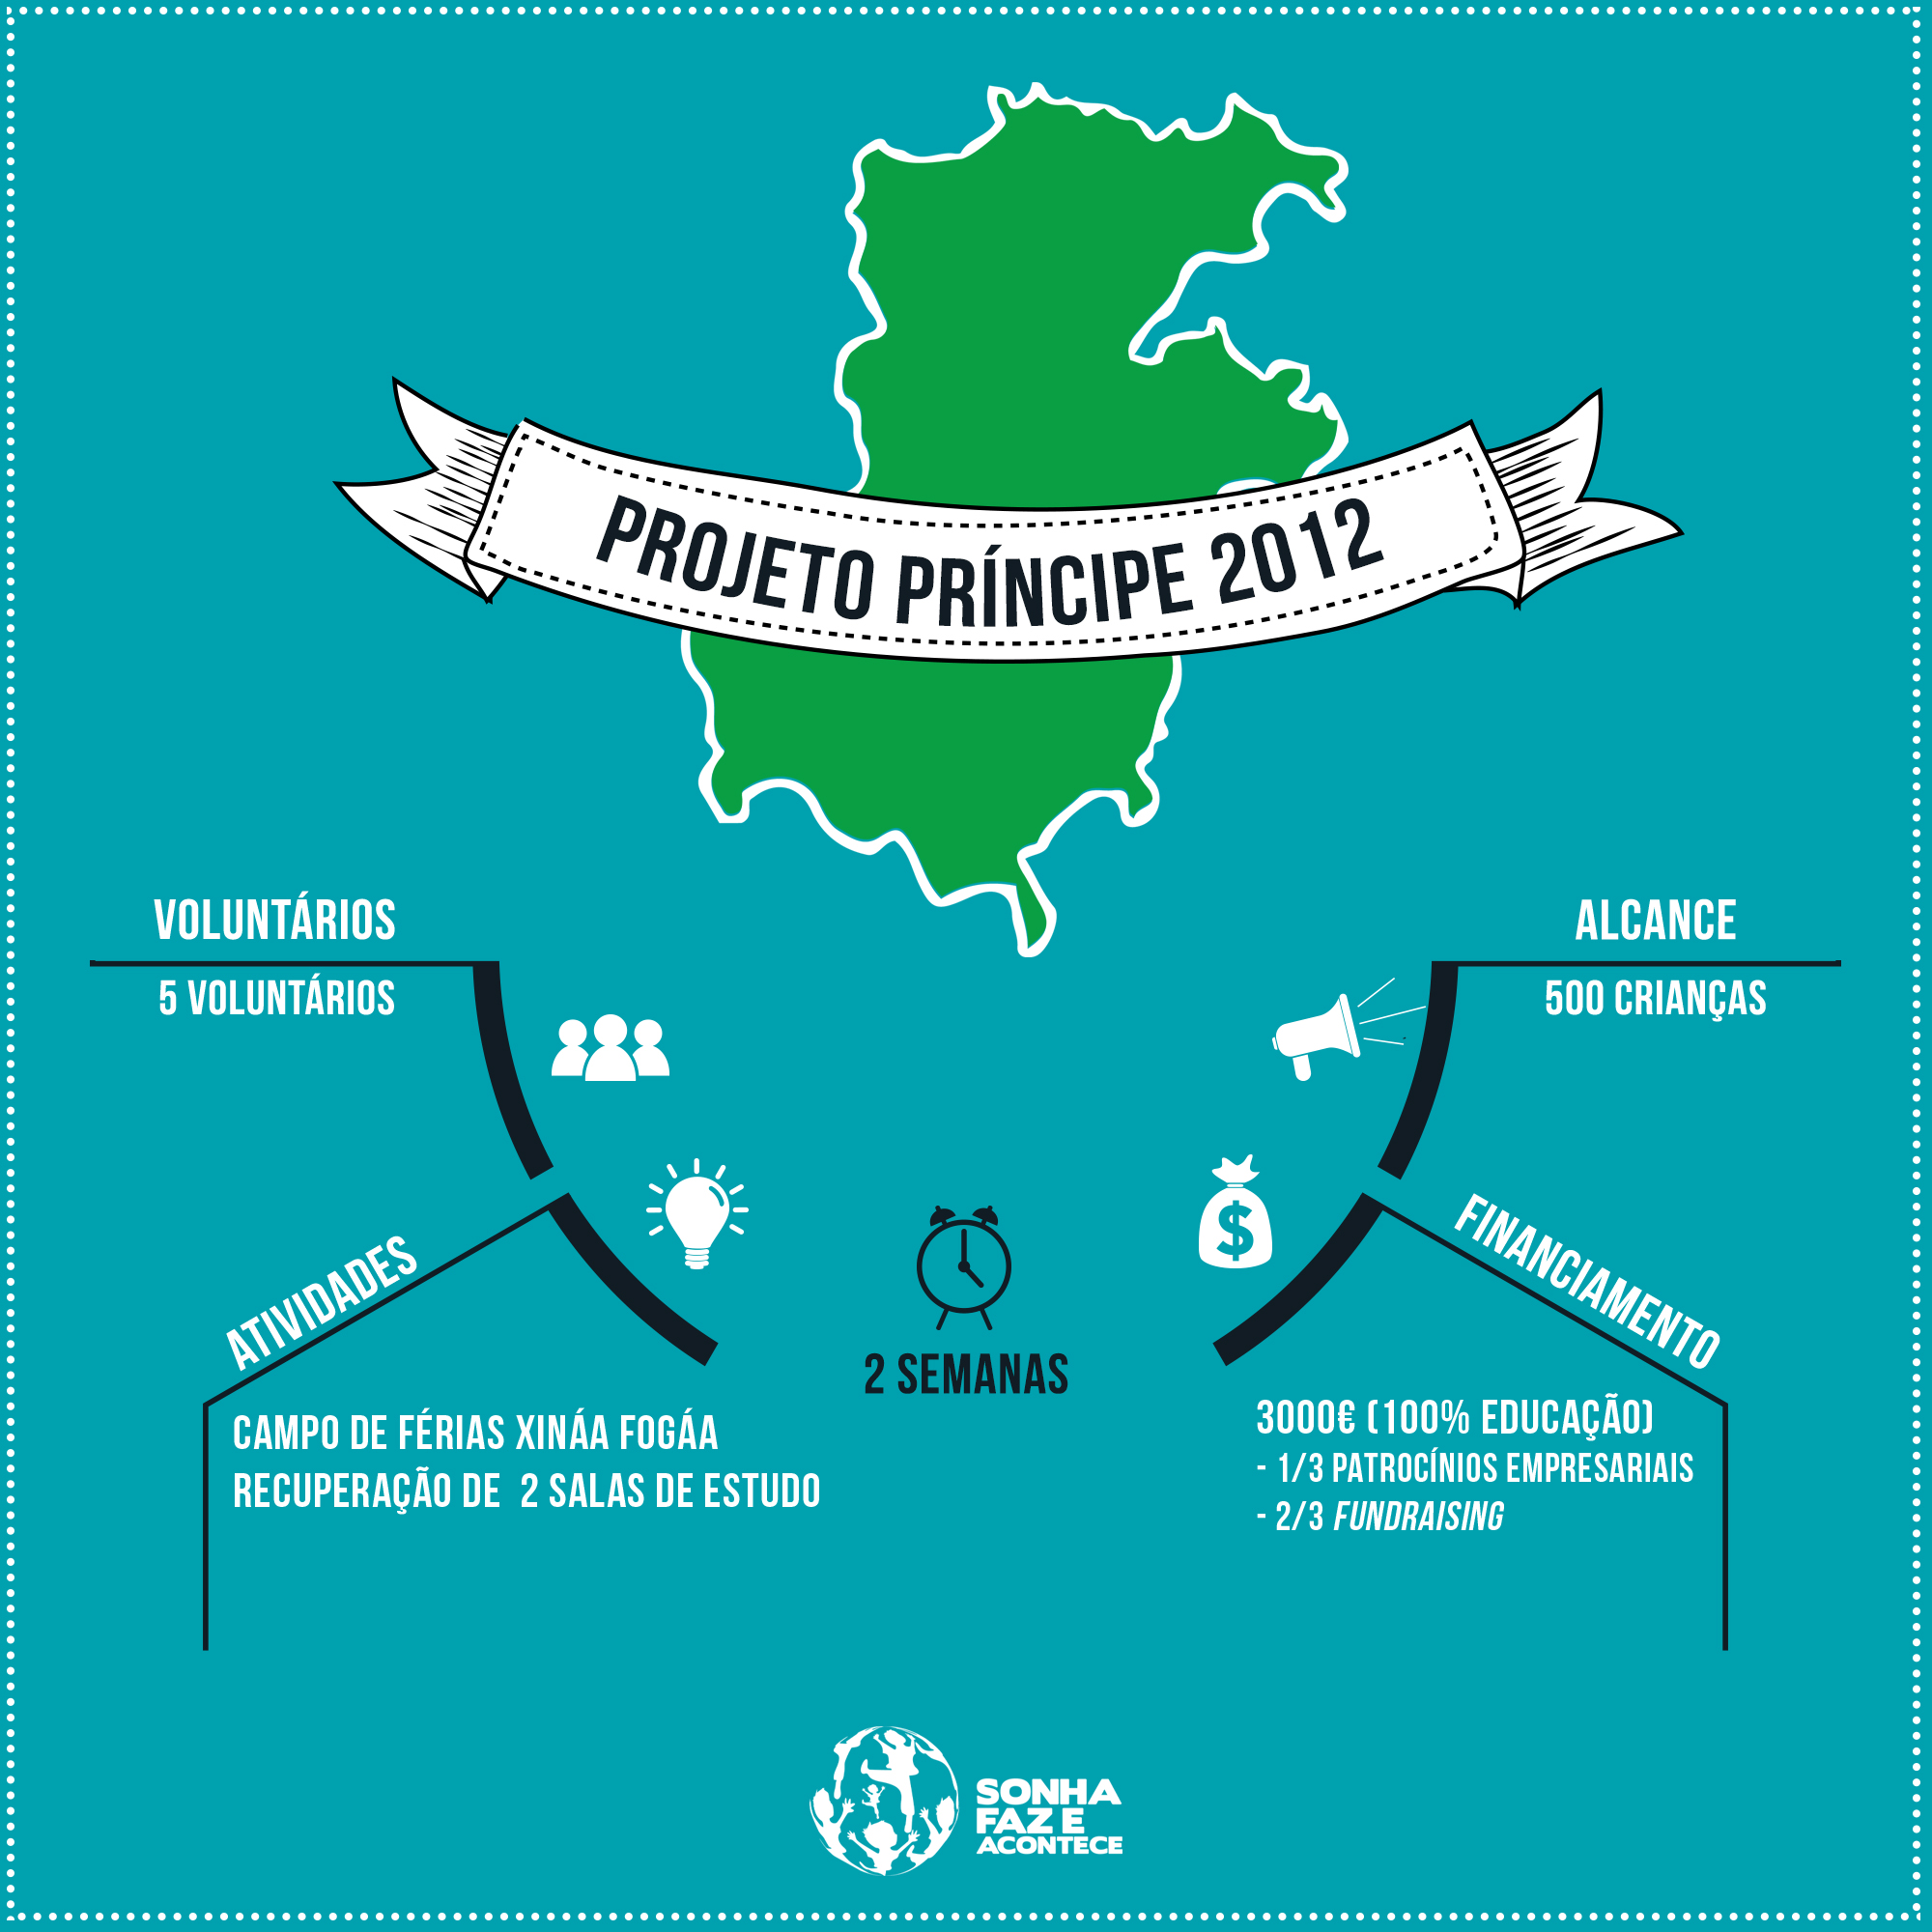 PROJETO PRÍNCIPE 2012
VOLUNTÁRIOS
5 VOLUNTÁRIOS
ALCANCE
500 CRIANÇAS
ATIVIDADES
CAMPO DE FÉRIAS XINÁA FOGÁA
RECUPERAÇÃO DE 2 SALAS DE ESTUDO
2 SEMANAS
$
FINANCIAMENTO
3000€ (100% EDUCAÇÃO)
- 1/3 PATROCÍNIOS EMPRESARIAIS
- 2/3 FUNDRAISING
SONHA
FAZ E
ACONTECE